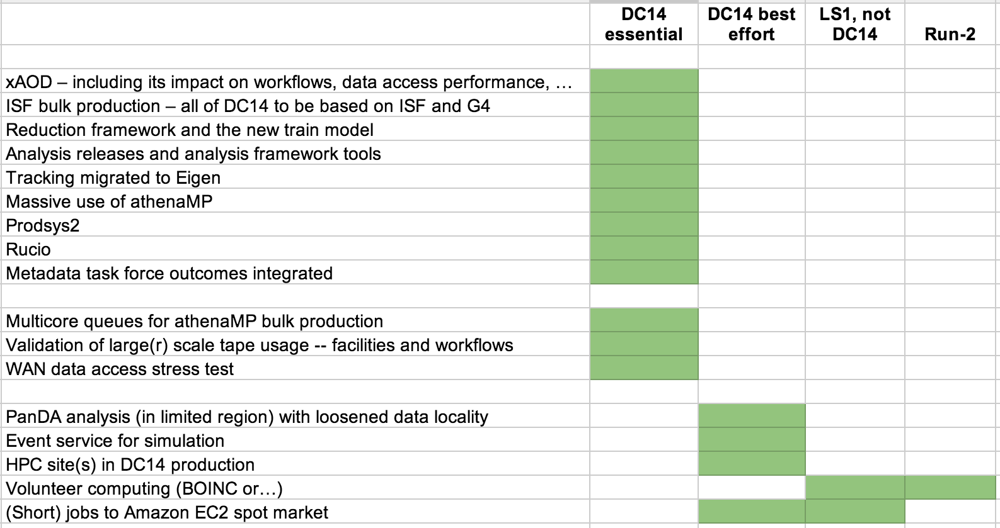 DC14 essential
DC14 best effort
LS1, not DC14
Run-2
xAOD – including its impact on workflows, data access performance, …
ISF bulk production – all of DC14 to be based on ISF and G4
Reduction framework and the new train model
Analysis releases and analysis framework tools
Tracking migrated to Eigen
Massive use of athenaMP
Prodsys2
Rucio
Metadata task force outcomes integrated
Multicore queues for athenaMP bulk production
Validation of large(r) scale tape usage -- facilities and workflows
WAN data access stress test
PanDA analysis (in limited region) with loosened data locality
Event service for simulation
HPC site(s) in DC14 production
Volunteer computing (BOINC or…)
(Short) jobs to Amazon EC2 spot market